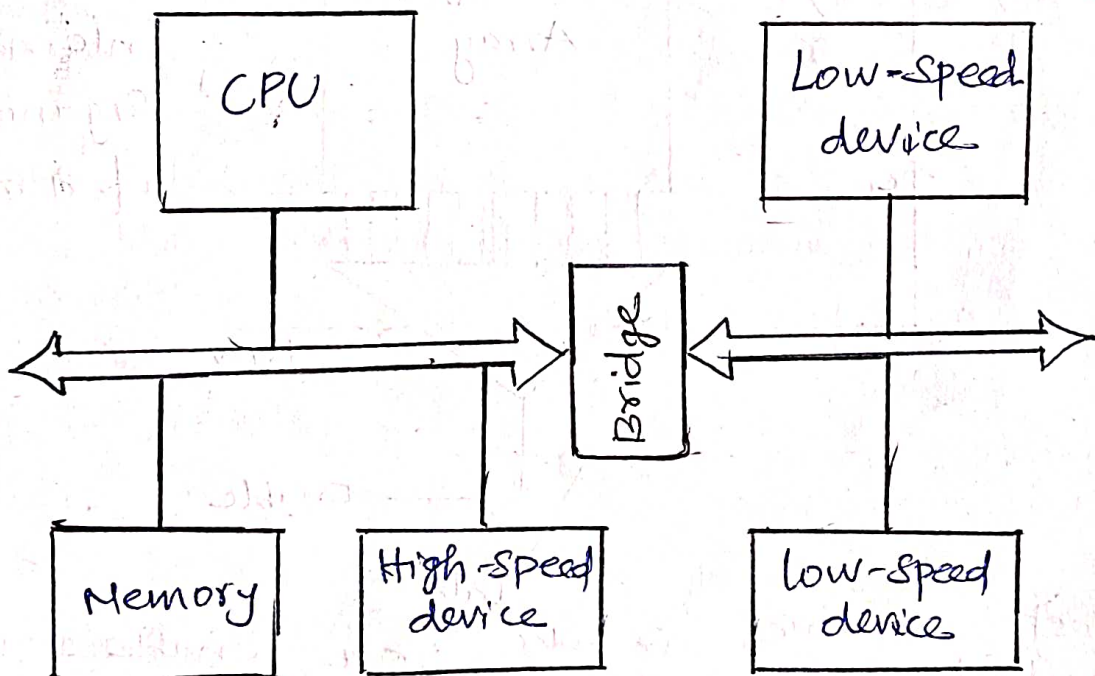 CPU
Low-Speed
device
Bridge
Memory
High-speed
device
low-speed
device